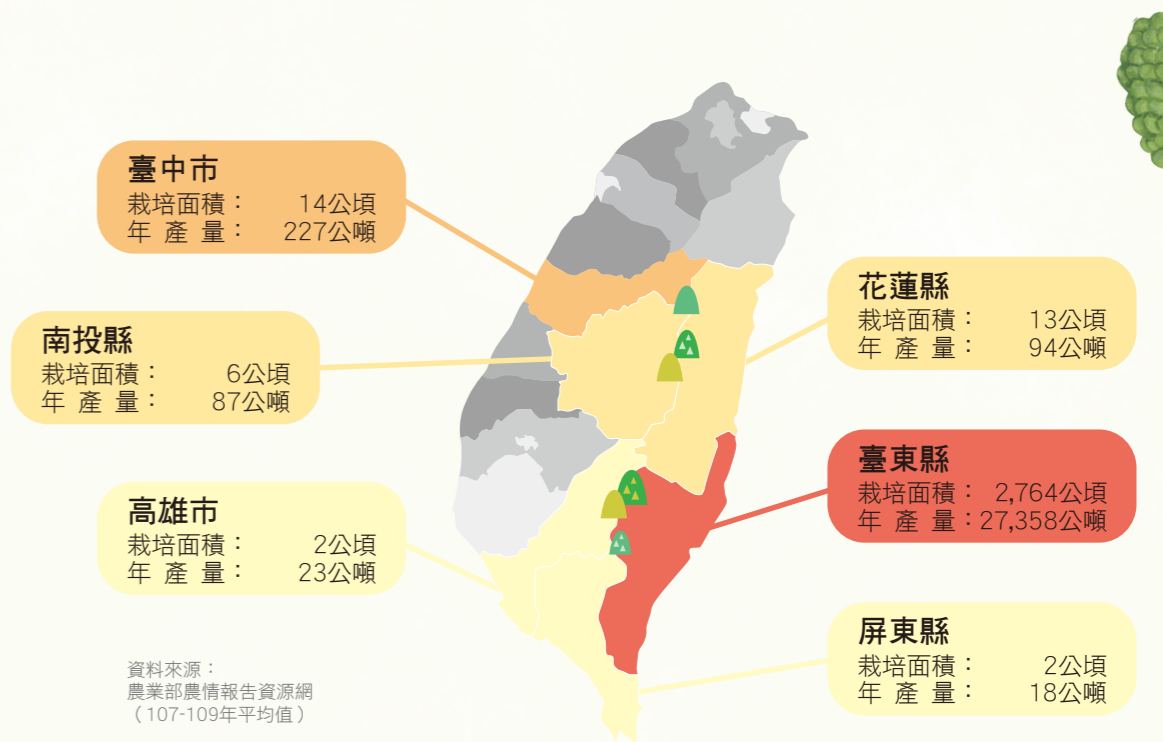 臺中市
栽培面積： 14公頃
年 產 量： 227公噸
南投縣
栽培面積： 6公頃
年 產 量： 87公噸
高雄市
栽培面積： 2公頃
年 產 量： 23公噸
花蓮縣
栽培面積： 13公頃
年 產 量： 94公噸
臺東縣
栽培面積： 2,764公頃
年 產 量：27,358公噸
屏東縣
栽培面積： 2公頃
年 產 量： 18公噸
資料來源：
農業部農情報告資源網
（107-109年平均值）